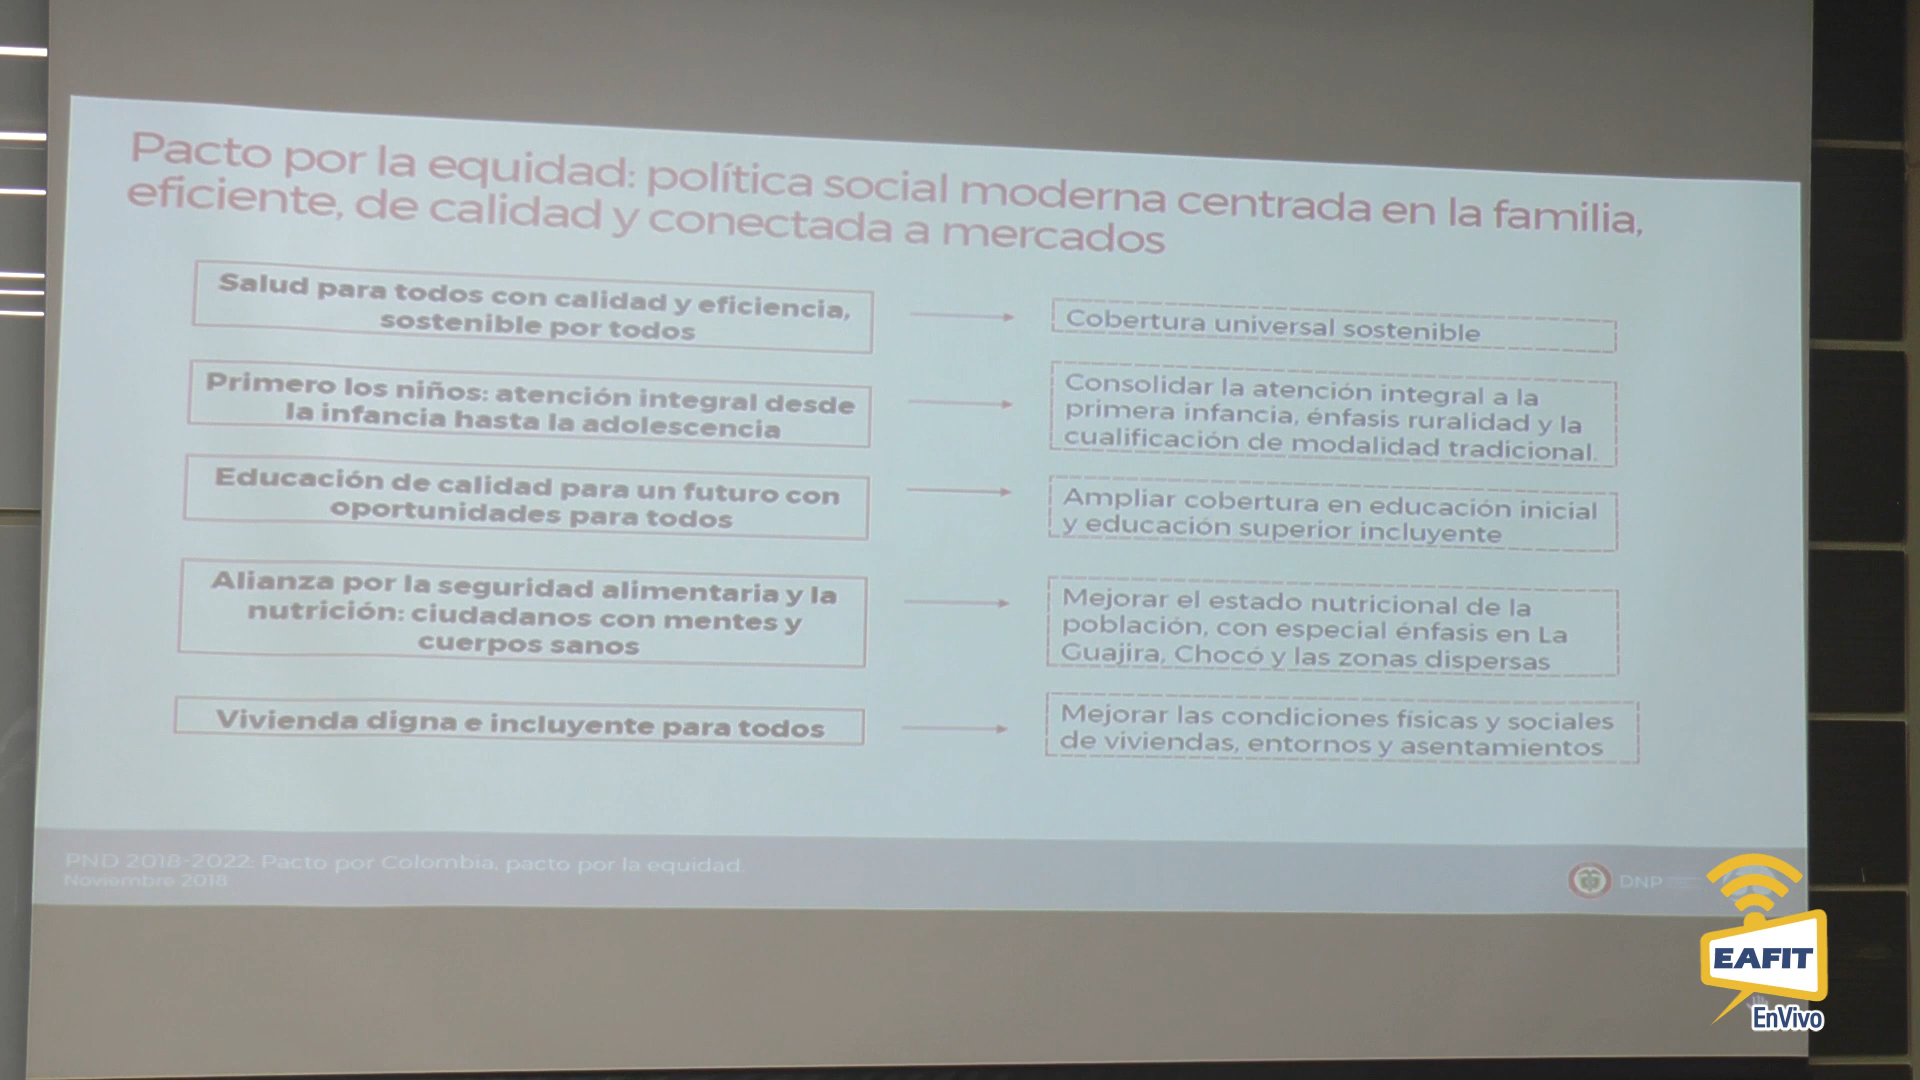 Pacto por la equidad: política social moderna centrada en la familia,
eficiente, de calidad y conectada a mercados
Salud para todos con calidad y eficiencia,
sostenible por todos
Cobertura universal sostenible
Primero los niños: atención integral desde
la infancia hasta la adolescencia
Consolidar la atención integral a la
primera infancia, énfasis ruralidad y la
cualificación de modalidad tradicional.
Educación de calidad para un futuro con
oportunidades para todos
Ampliar cobertura en educación inicial
y educación superior incluyente
Alianza por la seguridad alimentaria y la
nutrición: ciudadanos con mentes y
cuerpos sanos
Mejorar el estado nutricional de la
población, con especial énfasis en La
Guajira, Chocó y las zonas dispersas
Vivienda digna e incluyente para todos
Mejorar las condiciones físicas y sociales
de viviendas, entornos y asentamientos
PND 2018-2022: Pacto por Colombia, pacto por la equidad.
Noviembre 2018
DNP
EAFIT
EnVivo